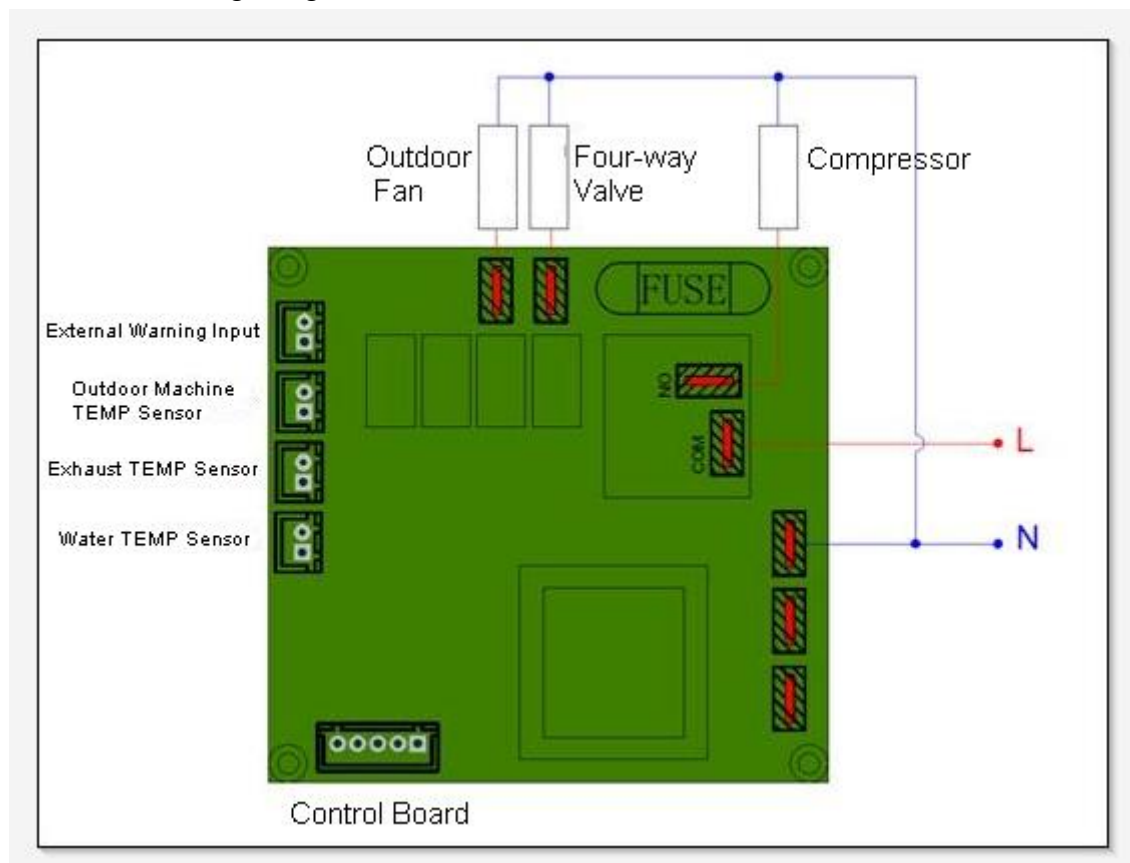 Outdoor
Fan
Four-way
Valve
Compressor
FUSE
External Warning Input
Outdoor Machine
TEMP Sensor
NO
COM
Exhaust TEMP Sensor
L
Water TEMP Sensor
N
Control Board